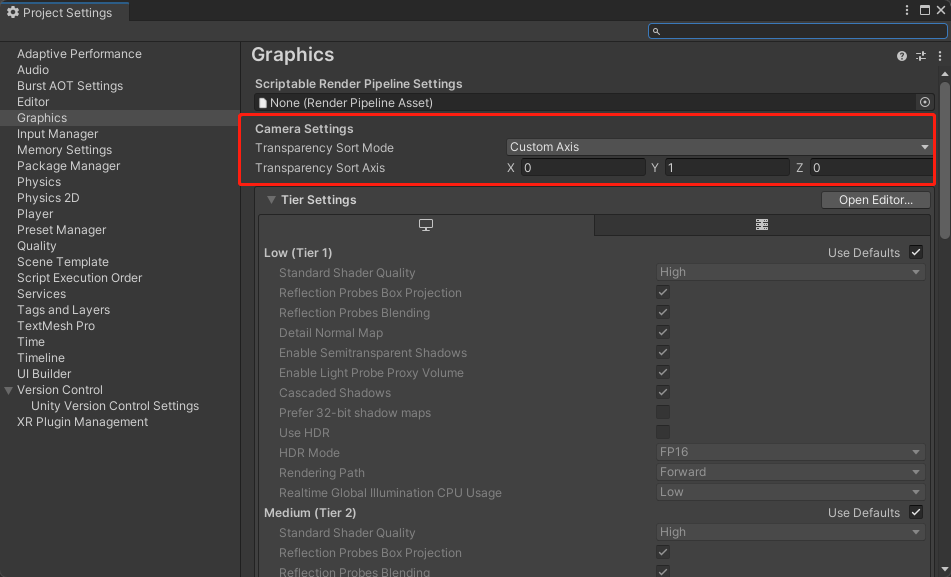 Project Settings
Adaptive Performance
Audio
Burst AOT Settings
Editor
Graphics
Input Manager
Memory Settings
Package Manager
Physics
Physics 2D
Player
Preset Manager
Quality
Scene Template
Script Execution Order
Services
Tags and Layers
TextMesh Pro
Time
Timeline
UI Builder
Version Control
Unity Version Control Settings
XR Plugin Management
Graphics
Scriptable Render Pipeline Settings
None (Render Pipeline Asset)
Camera Settings
Transparency Sort Mode Custom Axis
Transparency Sort Axis X 0 Y 1 Z 0
Tier Settings Open Editor...
Low (Tier 1) Use Defaults
Standard Shader Quality High
Reflection Probes Box Projection
Reflection Probes Blending
Detail Normal Map
Enable Semitransparent Shadows
Enable Light Probe Proxy Volume
Cascaded Shadows
Prefer 32-bit shadow maps
Use HDR
HDR Mode FP16
Rendering Path Forward
Realtime Global Illumination CPU Usage Low
Medium (Tier 2) Use Defaults
Standard Shader Quality High
Reflection Probes Box Projection
Reflection Probes Blending